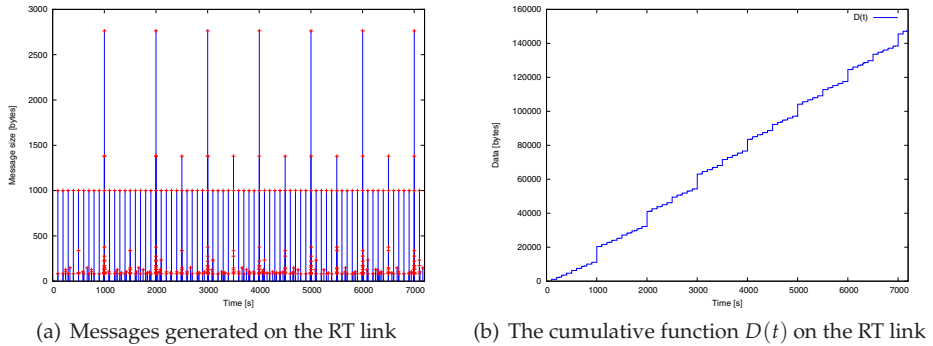 3000
2500
2000
1500
1000
500
0
Message size [bytes]
0 1000 2000 3000 4000 5000 6000 7000
Time [s]
(a) Messages generated on the RT link
160000
140000
120000
100000
80000
60000
40000
20000
0
Data [bytes]
D(t)
0 1000 2000 3000 4000 5000 6000 7000
Time [s]
(b) The cumulative function D(t) on the RT link